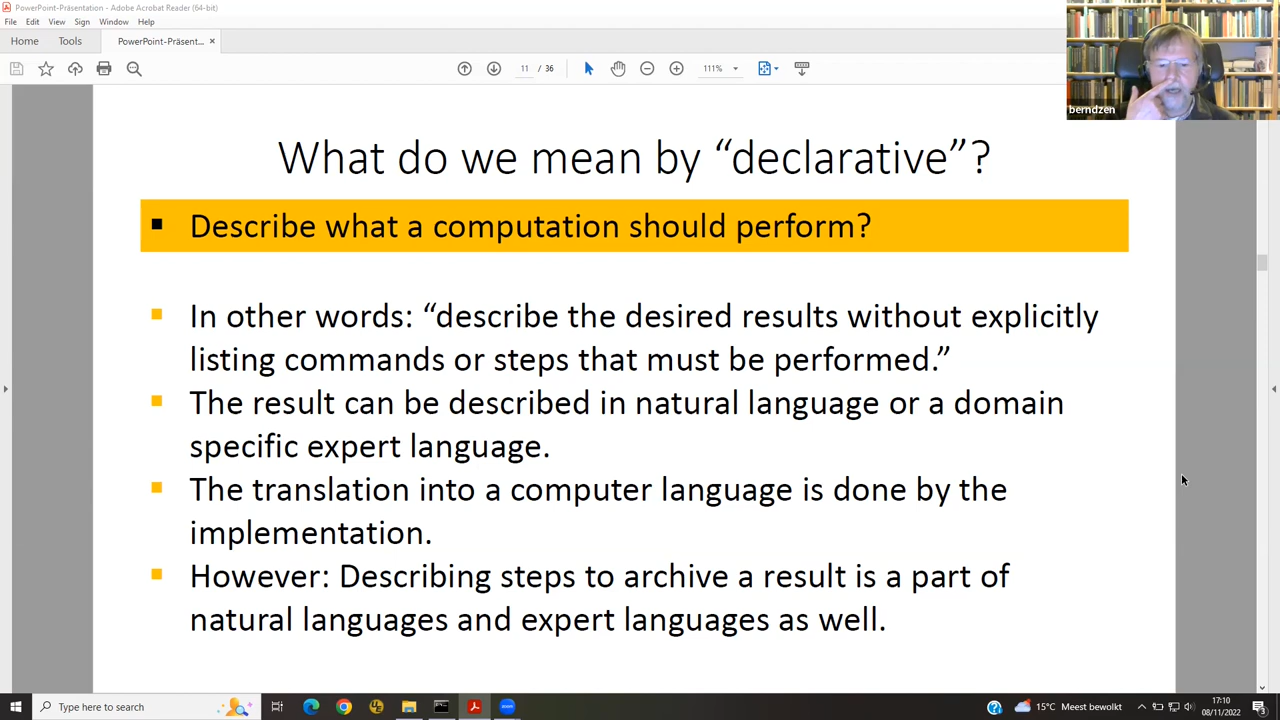 PowerPoint-Präsentation - Adobe Acrobat Reader (64-bit)
File Edit View Sign Window Help
Home Tools PowerPoint-Präsent... ×
11 / 36 111%
berndzen
What do we mean by “declarative”?
Describe what a computation should perform?
In other words: “describe the desired results without explicitly
listing commands or steps that must be performed.”
The result can be described in natural language or a domain
specific expert language.
The translation into a computer language is done by the
implementation.
However: Describing steps to archive a result is a part of
natural languages and expert languages as well.
Type here to search
15°C Meest bewolkt
17:10
08/11/2022
3